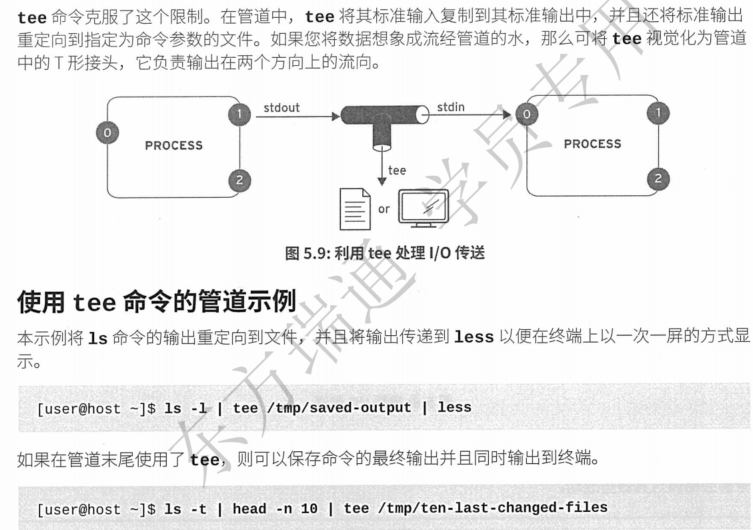 tee 命令克服了这个限制。在管道中，tee 将其标准输入复制到其标准输出中，并且还将标准输出
重定向到指定为命令参数的文件。如果您将数据想象成流经管道的水，那么可将 tee 视觉化为管道
中的 T 形接头，它负责输出在两个方向上的流向。
0 PROCESS 1 2 stdout stdin 0 PROCESS 1 2
tee
or
图 5.9: 利用 tee 处理 I/O 传送
使用 tee 命令的管道示例
本示例将 ls 命令的输出重定向到文件，并且将输出传递到 less 以便在终端上以一次一屏的方式显
示。
[user@host ~]$ ls -l | tee /tmp/saved-output | less
如果在管道末尾使用了 tee，则可以保存命令的最终输出并且同时输出到终端。
[user@host ~]$ ls -t | head -n 10 | tee /tmp/ten-last-changed-files
东方瑞通 学员专用